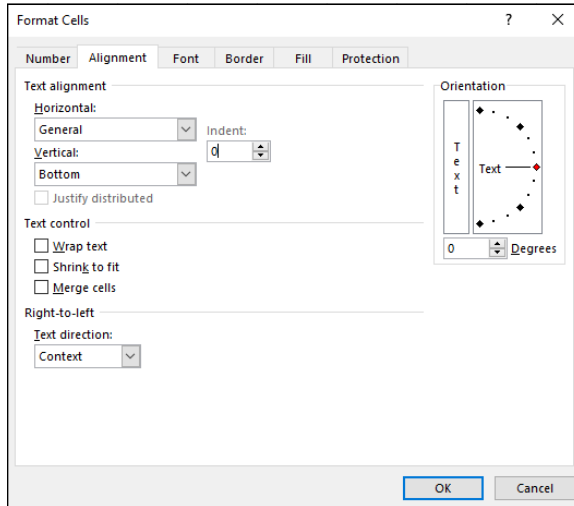 Format Cells ? X
Number Alignment Font Border Fill Protection
Text alignment
Horizontal:
General
Indent:
Vertical:
0
Bottom
Justify distributed
Text control
Wrap text
Shrink to fit
Merge cells
Right-to-left
Text direction:
Context
Orientation
Text
Text
0 Degrees
OK Cancel